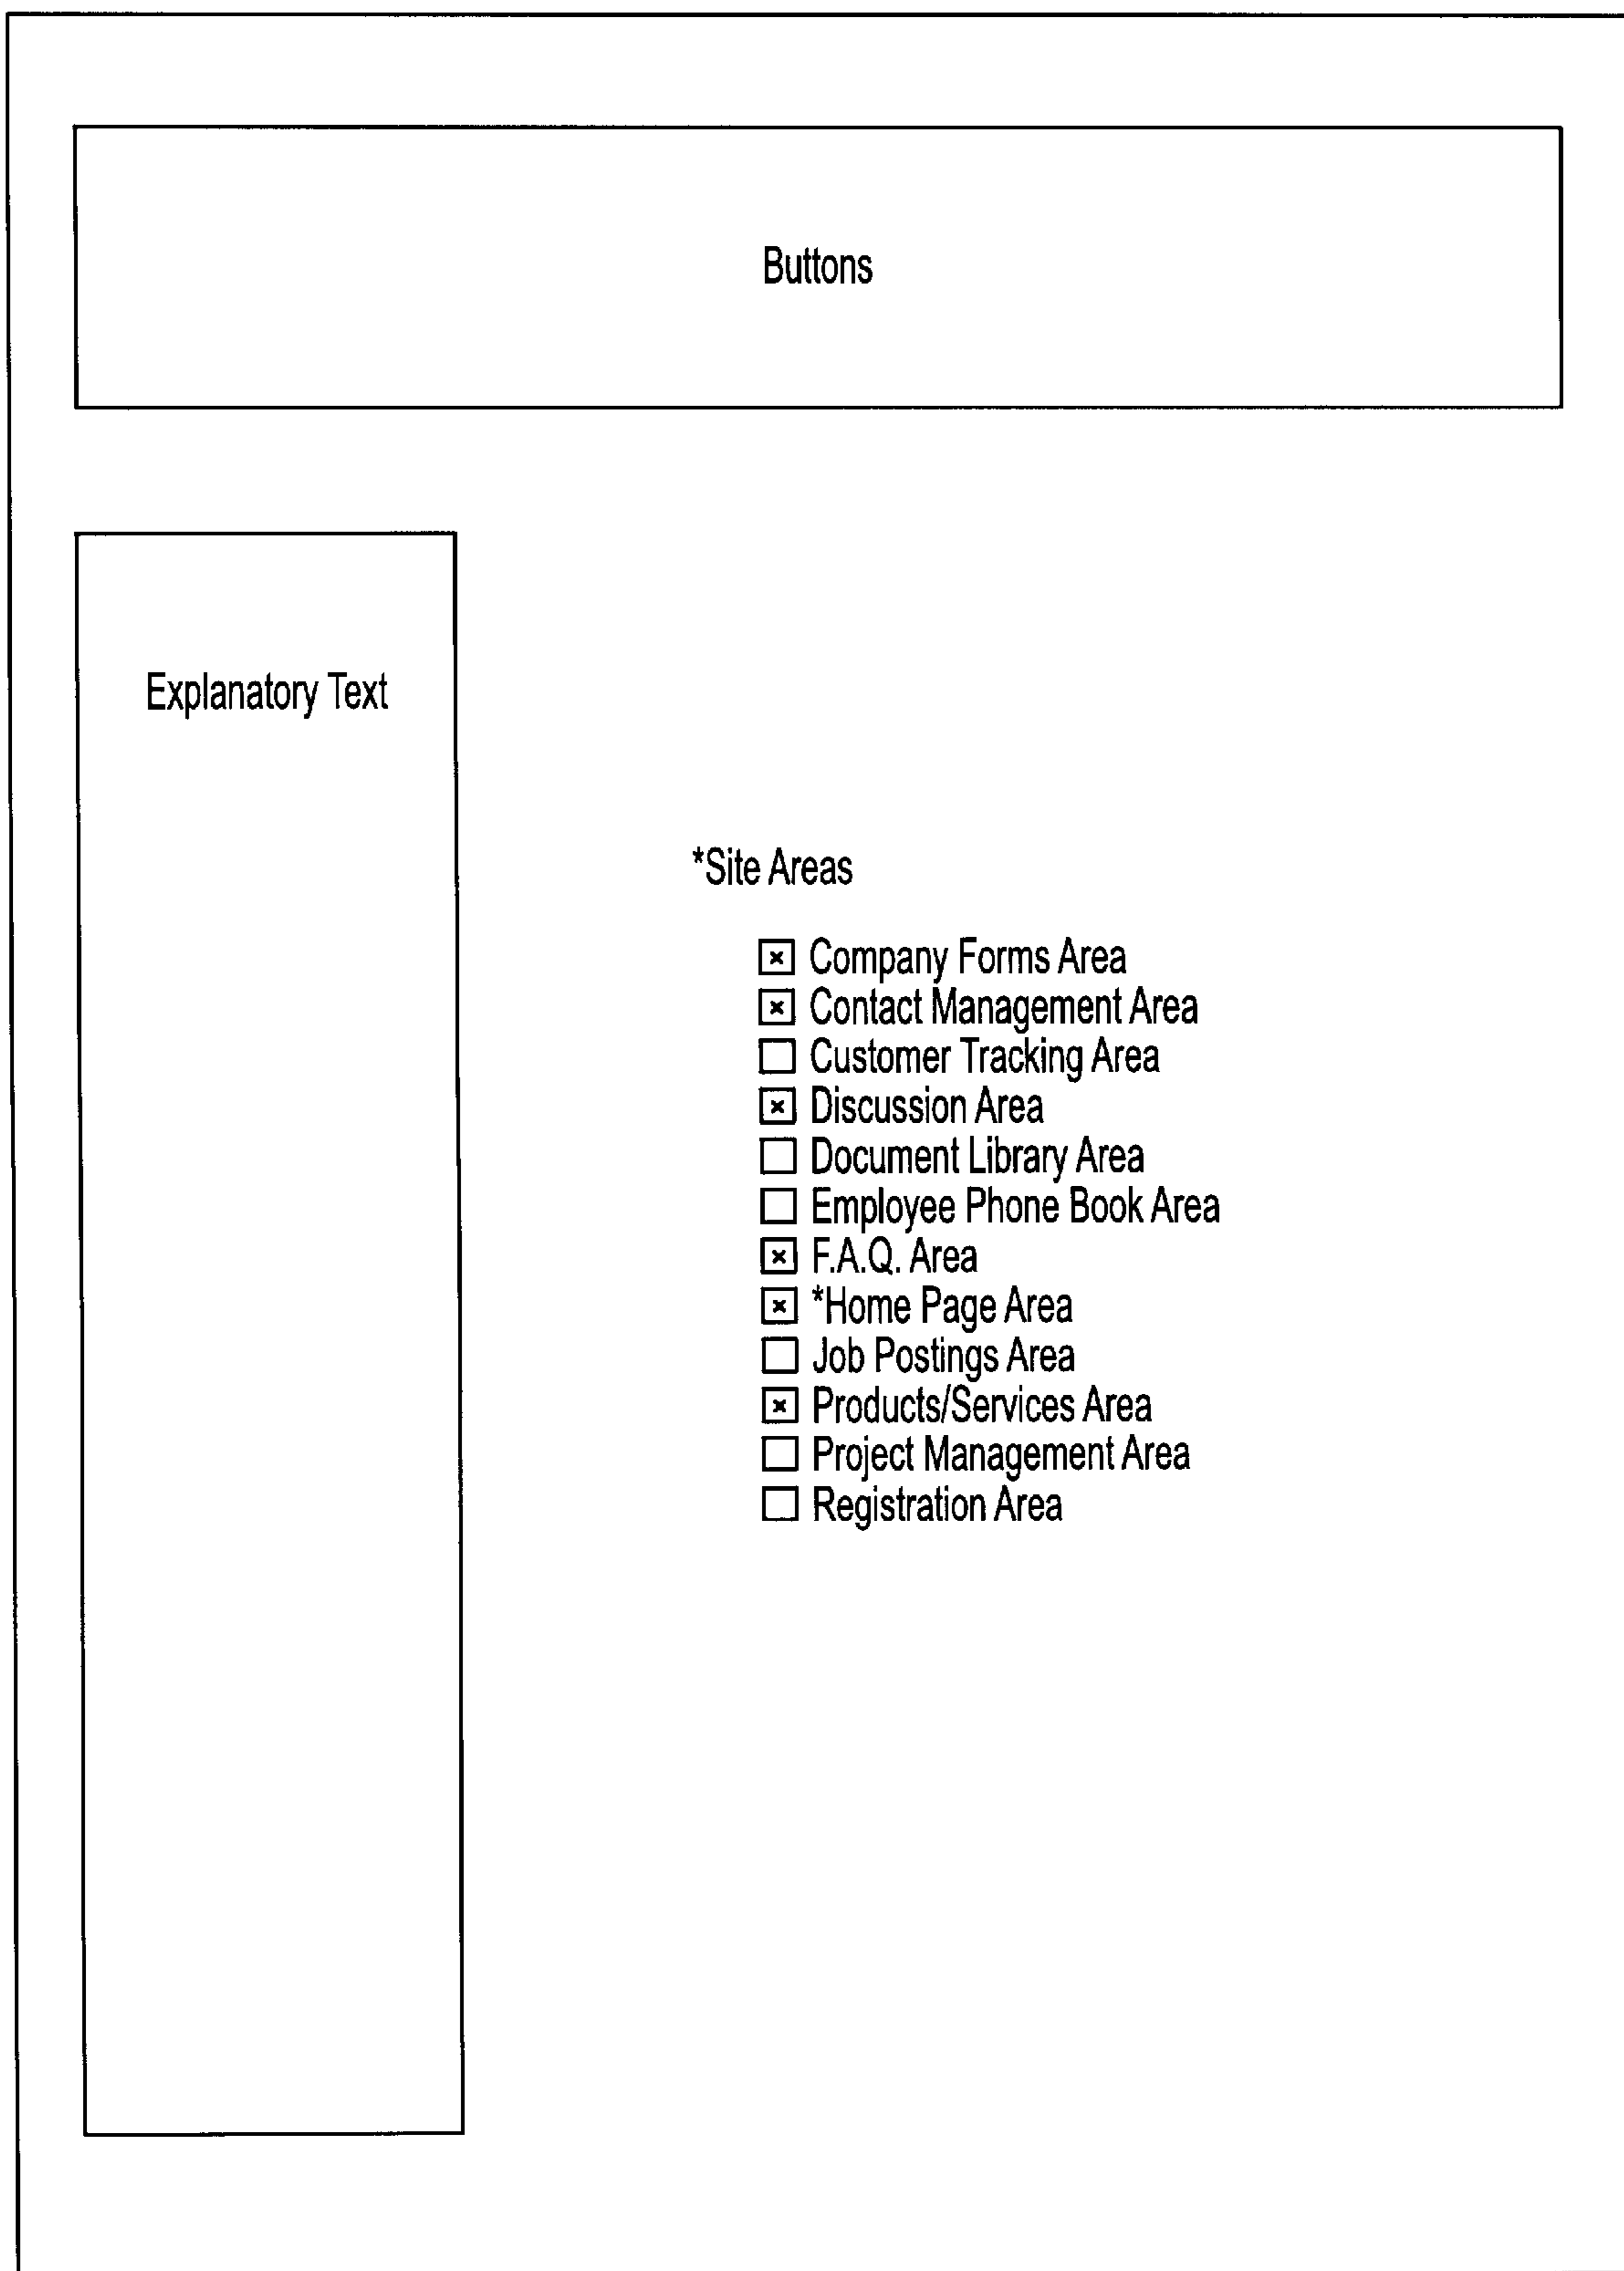 Buttons
Explanatory Text
*Site Areas
Company Forms Area
Contact Management Area
Customer Tracking Area
Discussion Area
Document Library Area
Employee Phone Book Area
F.A.Q. Area
*Home Page Area
Job Postings Area
Products/Services Area
Project Management Area
Registration Area